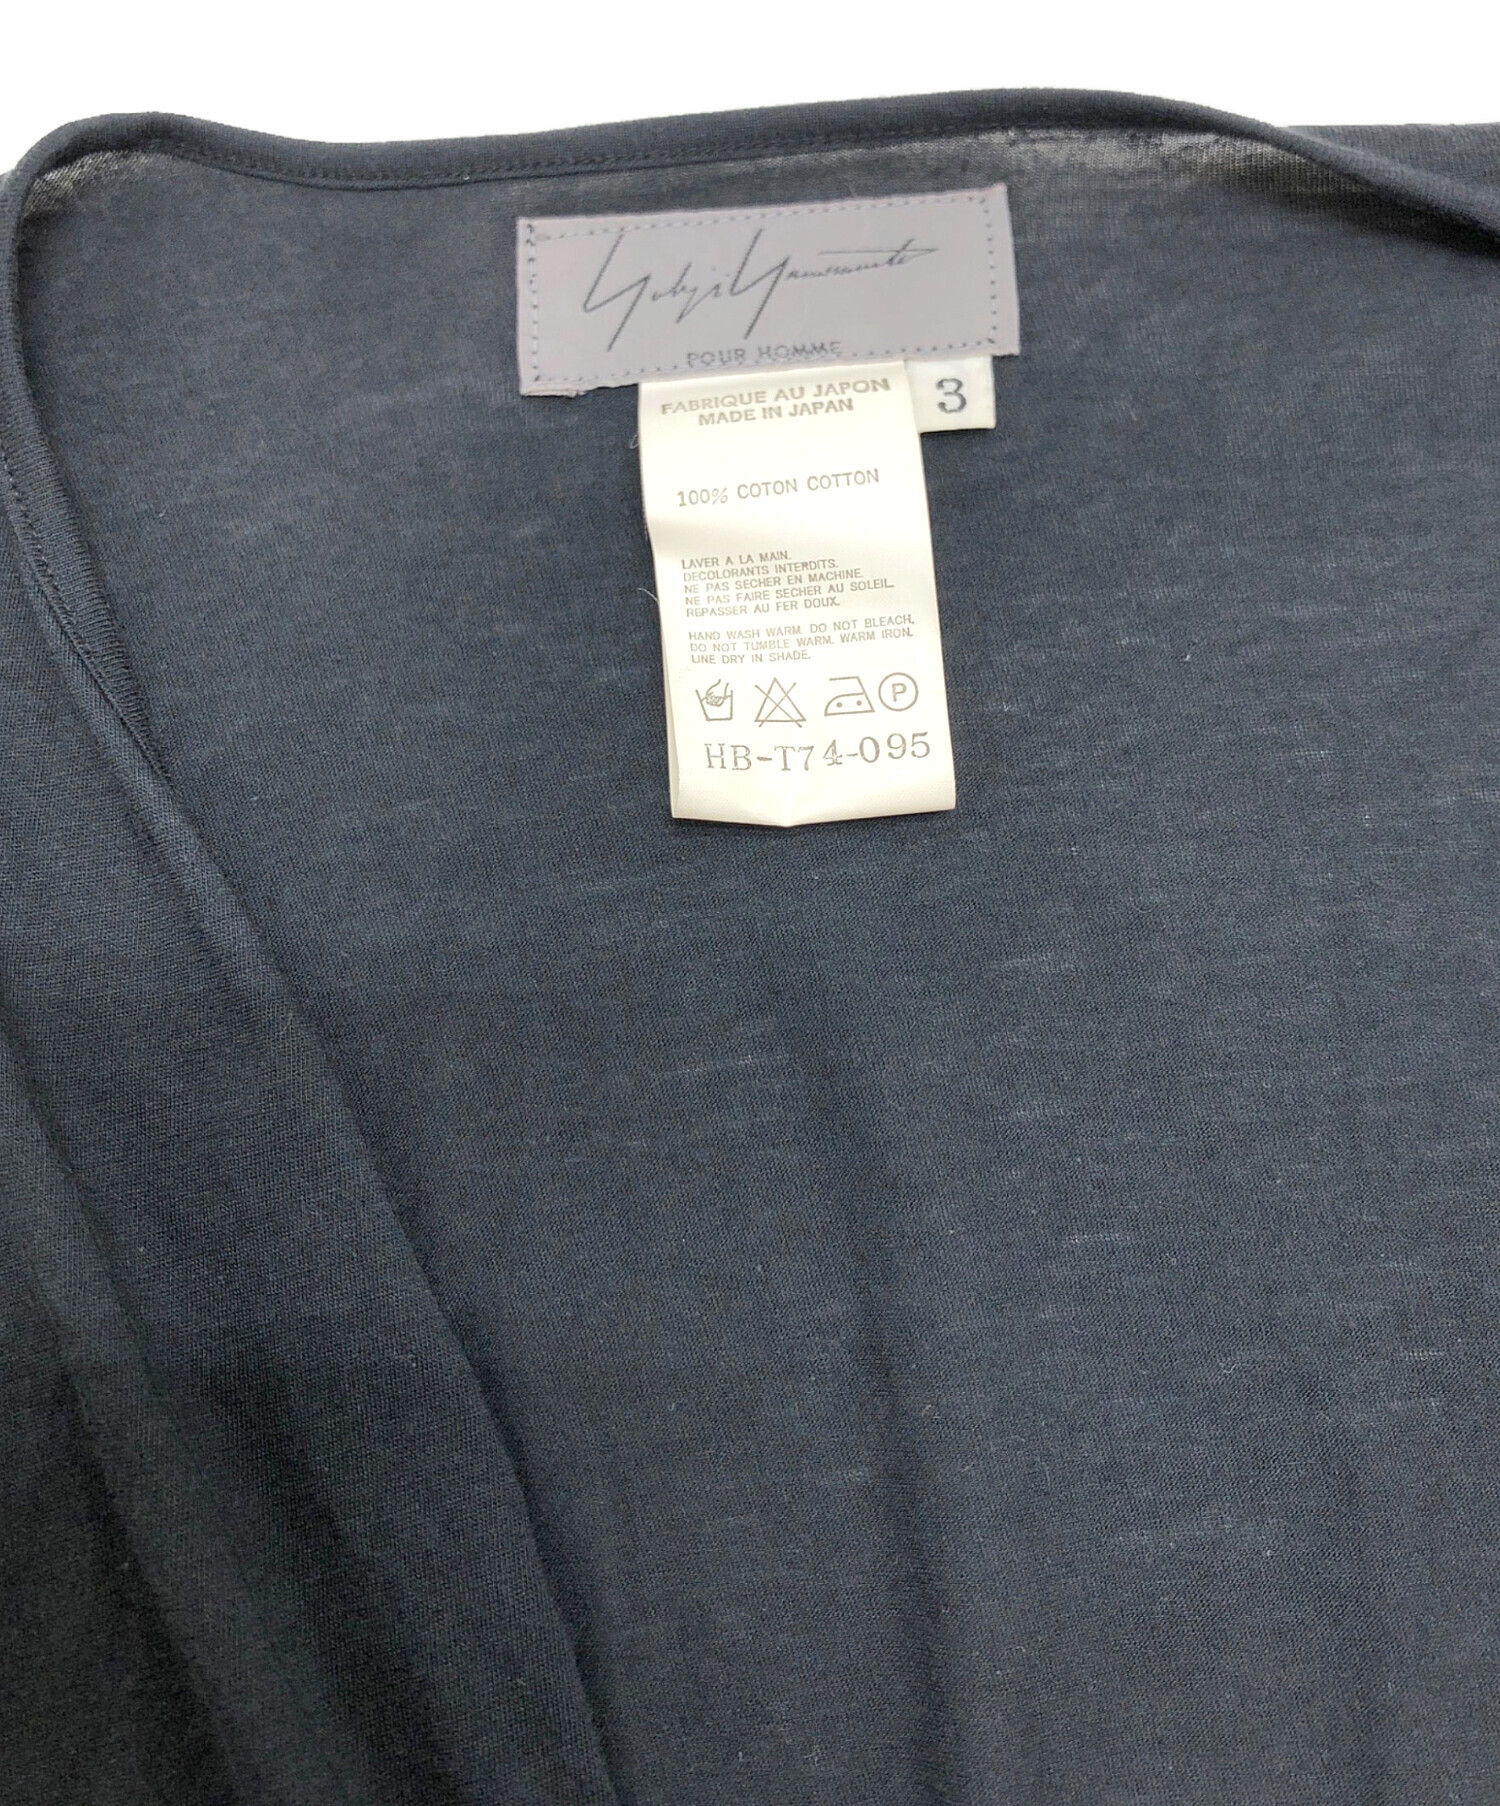 Yohji Yamamoto
POUR HOMME
3
FABRIQUE AU JAPON
MADE IN JAPAN
100% COTON COTTON
LAVER A LA MAIN.
DECOLORANTS INTERDITS.
NE PAS SECHER EN MACHINE.
NE PAS FAIRE SECHER AU SOLEIL.
REPASSER AU FER DOUX.
HAND WASH WARM. DO NOT BLEACH.
DO NOT TUMBLE WARM. WARM IRON.
LINE DRY IN SHADE.
P
HB-T74-095